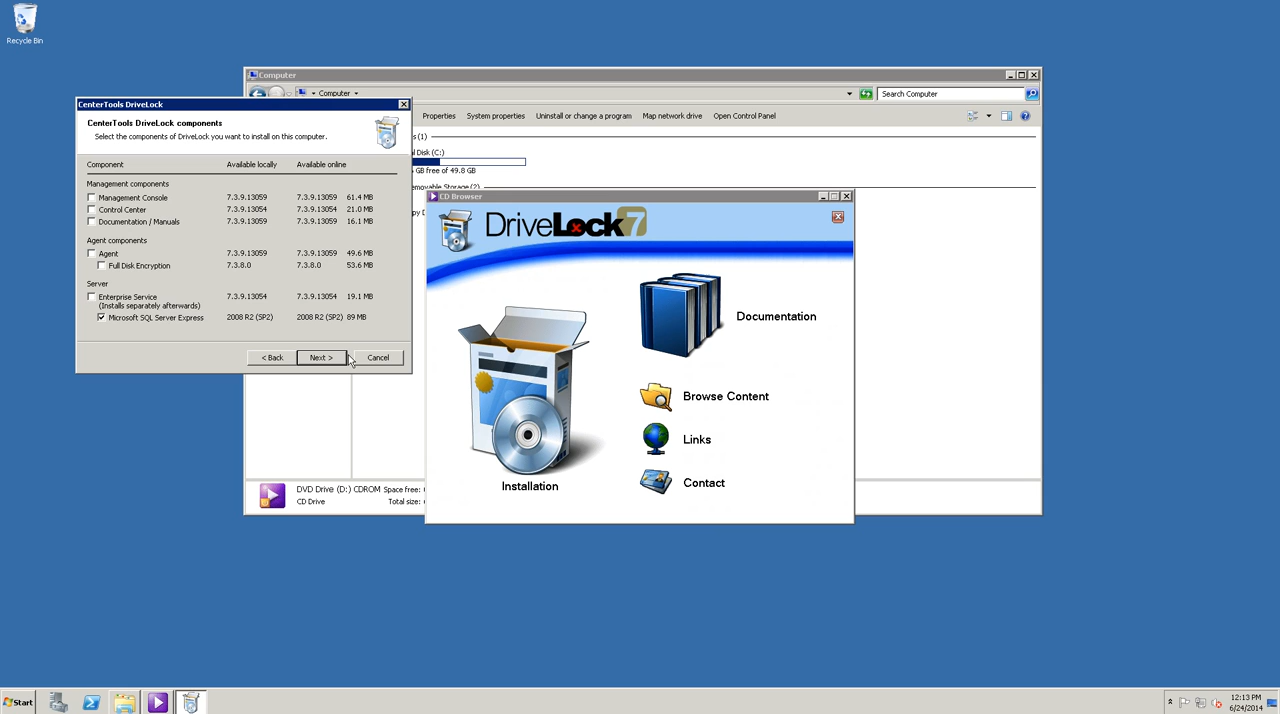 Recycle Bin
Computer
Computer
Search Computer
Properties
System properties
Uninstall or change a program
Map network drive
Open Control Panel
CenterTools DriveLock
CenterTools DriveLock components
Select the components of DriveLock you want to install on this computer.
Component Available locally Available online
Management components
Management Console 7.3.9.13059 7.3.9.13059 61.4 MB
Control Center 7.3.9.13054 7.3.9.13054 21.0 MB
Documentation / Manuals 7.3.9.13059 7.3.9.13059 16.1 MB
Agent components
Agent 7.3.9.13059 7.3.9.13059 49.6 MB
Full Disk Encryption 7.3.8.0 7.3.8.0 53.6 MB
Server
Enterprise Service 7.3.9.13054 7.3.9.13054 19.1 MB
(Installs separately afterwards)
Microsoft SQL Server Express 2008 R2 (SP2) 2008 R2 (SP2) 89 MB
< Back
Next >
Cancel
s (1)
al Disk (C:)
GB free of 49.8 GB
emovable Storage (2)
py D
CD Browser
DriveLock 7
Documentation
Browse Content
Links
Contact
Installation
DVD Drive (D:) CDROM Space free:
CD Drive Total size:
Start
12:13 PM
6/24/2014